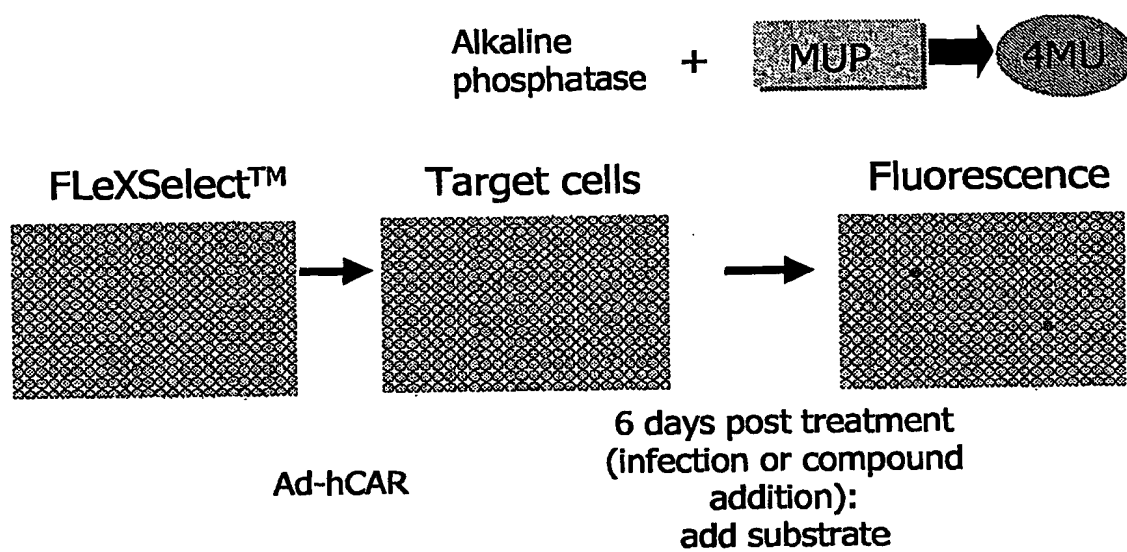 Alkaline
phosphatase
+
MUP
4MU
FLeXSelect™
Target cells
Fluorescence
Ad-hCAR
6 days post treatment
(infection or compound
addition):
add substrate